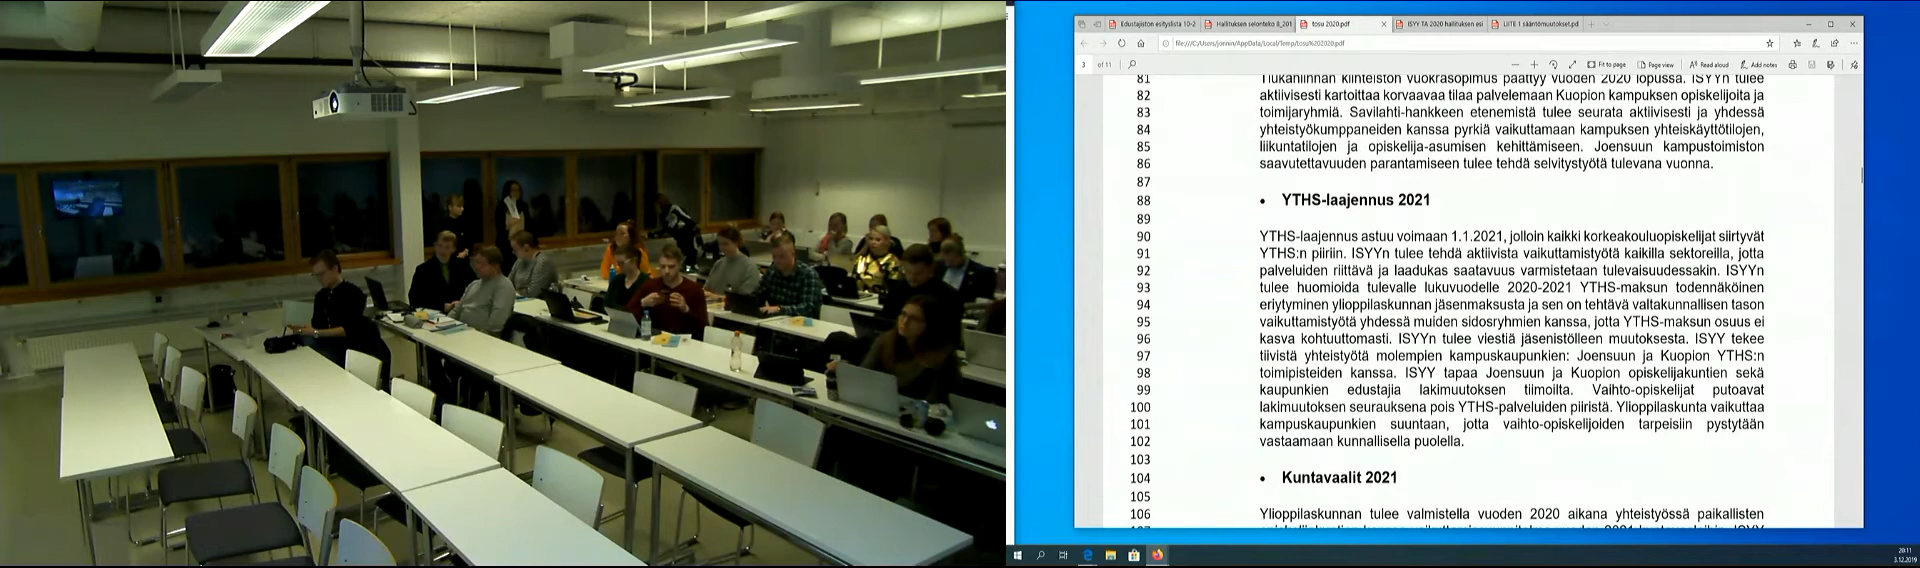 Edustajiston esityslista 10-2
Hallituksen selonteko 8_201
tosu 2020.pdf
ISYY TA 2020 hallituksen esi
LIITE 1 sääntömuutokset.pd
file:///C:/Users/jonnin/AppData/Local/Temp/tosu%202020.pdf
3 of 11
Fit to page
Page view
Read aloud
Add notes
81 Tiukanlinnan kiinteistön vuokrasopimus päättyy vuoden 2020 lopussa. ISYYn tulee
82 aktiivisesti kartoittaa korvaavaa tilaa palvelemaan Kuopion kampuksen opiskelijoita ja
83 toimijaryhmiä. Savilahti-hankkeen etenemistä tulee seurata aktiivisesti ja yhdessä
84 yhteistyökumppaneiden kanssa pyrkiä vaikuttamaan kampuksen yhteiskäyttötilojen,
85 liikuntatilojen ja opiskelija-asumisen kehittämiseen. Joensuun kampustoimiston
86 saavutettavuuden parantamiseen tulee tehdä selvitystyötä tulevana vuonna.
87
88 • YTHS-laajennus 2021
89
90 YTHS-laajennus astuu voimaan 1.1.2021, jolloin kaikki korkeakouluopiskelijat siirtyvät
91 YTHS:n piiriin. ISYYn tulee tehdä aktiivista vaikuttamistyötä kaikilla sektoreilla, jotta
92 palveluiden riittävä ja laadukas saatavuus varmistetaan tulevaisuudessakin. ISYYn
93 tulee huomioida tulevalle lukuvuodelle 2020-2021 YTHS-maksun todennäköinen
94 eriytyminen ylioppilaskunnan jäsenmaksusta ja sen on tehtävä valtakunnallisen tason
95 vaikuttamistyötä yhdessä muiden sidosryhmien kanssa, jotta YTHS-maksun osuus ei
96 kasva kohtuuttomasti. ISYYn tulee viestiä jäsenistölleen muutoksesta. ISYY tekee
97 tiivistä yhteistyötä molempien kampuskaupunkien: Joensuun ja Kuopion YTHS:n
98 toimipisteiden kanssa. ISYY tapaa Joensuun ja Kuopion opiskelijakuntien sekä
99 kaupunkien edustajia lakimuutoksen tiimoilta. Vaihto-opiskelijat putoavat
100 lakimuutoksen seurauksena pois YTHS-palveluiden piiristä. Ylioppilaskunta vaikuttaa
101 kampuskaupunkien suuntaan, jotta vaihto-opiskelijoiden tarpeisiin pystytään
102 vastaamaan kunnallisella puolella.
103
104 • Kuntavaalit 2021
105
106 Ylioppilaskunnan tulee valmistella vuoden 2020 aikana yhteistyössä paikallisten
20:11
3.12.2019